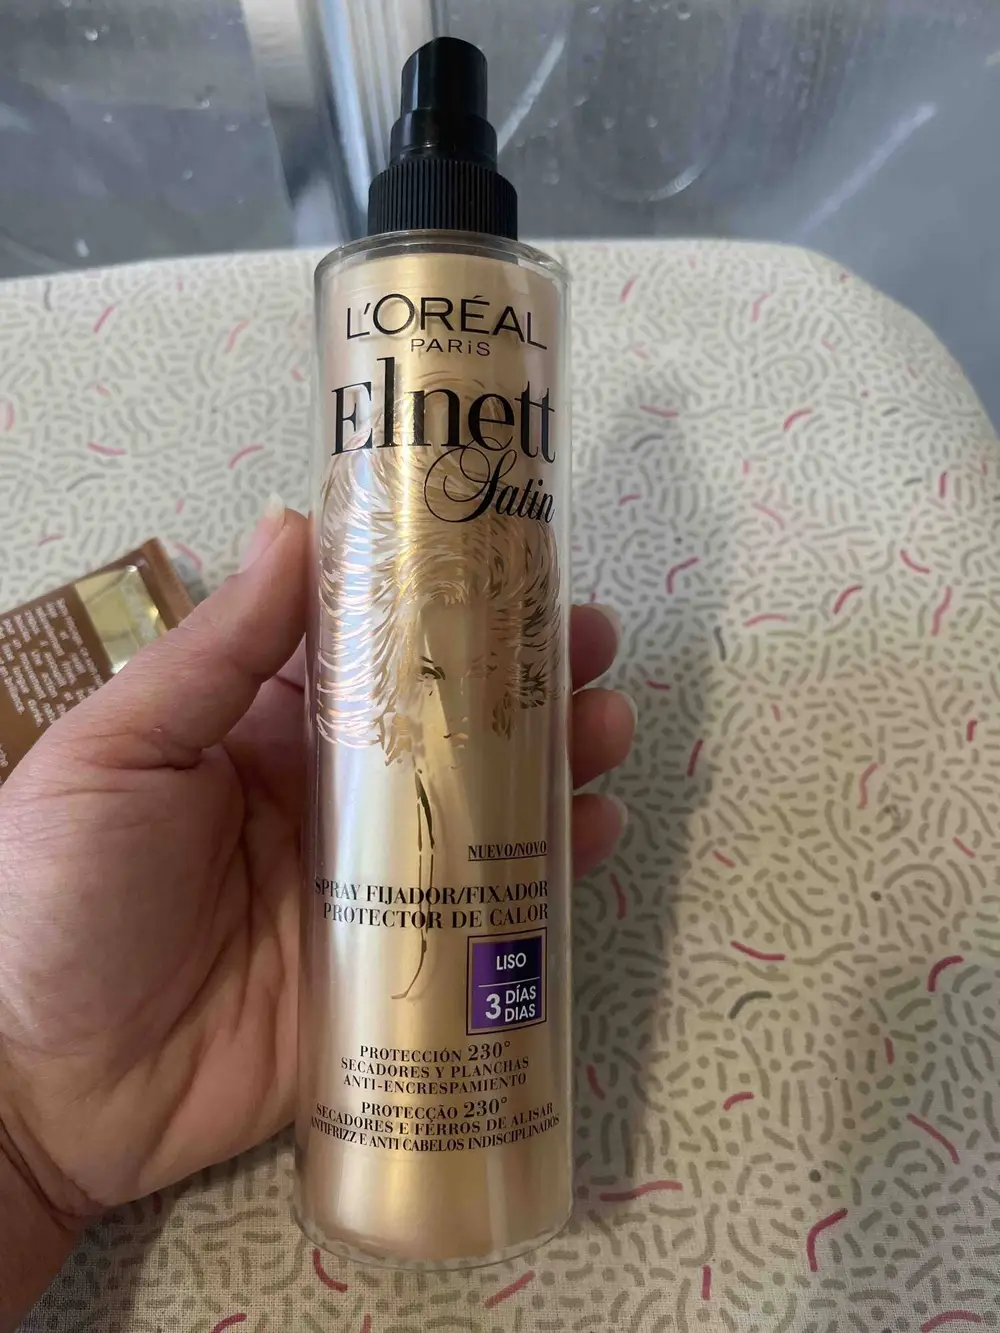 L'ORÉAL
PARiS
Elnett
Satin
NUEVO/NOVO
SPRAY FIJADOR/FIXADOR
PROTECTOR DE CALOR
LISO
3 DÍAS
DIAS
PROTECCIÓN 230°
SECADORES Y PLANCHAS
ANTI-ENCRESPAMIENTO
PROTECÇÃO 230°
SECADORES E FERROS DE ALISAR
ANTIFRIZZ E ANTI CABELOS INDISCIPLINADOS